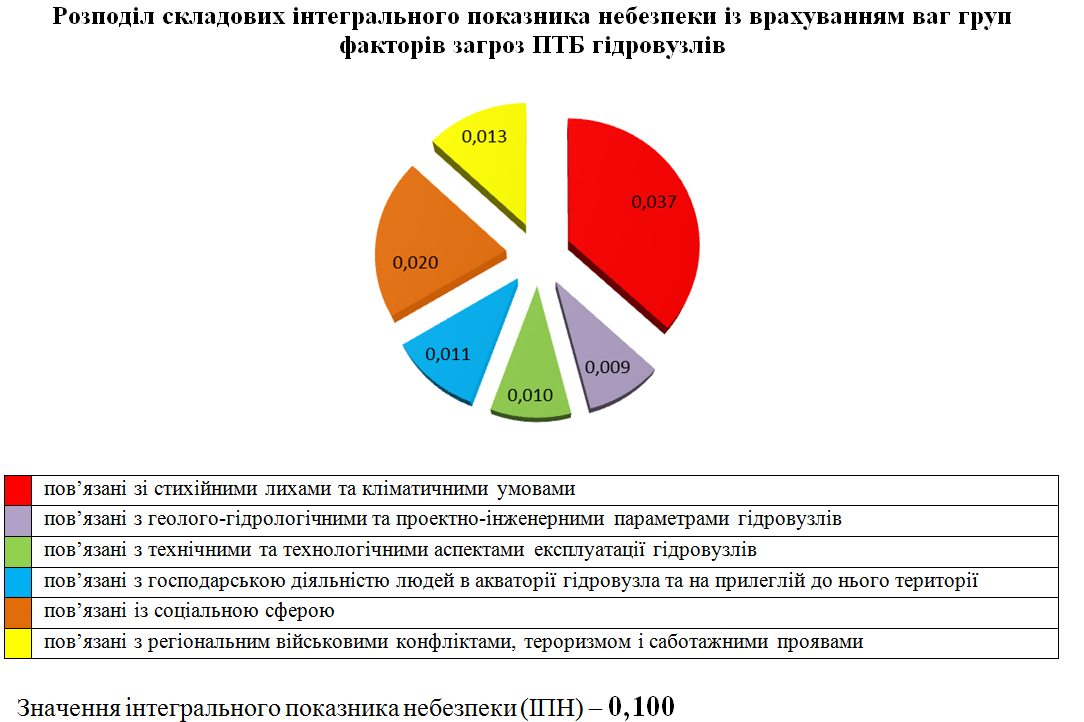 Розподіл складових інтегрального показника небезпеки із врахуванням ваг груп
факторів загроз ПТБ гідровузлів
0,013
0,037
0,020
0,011
0,009
0,010
пов’язані зі стихійними лихами та кліматичними умовами
пов’язані з геолого-гідрологічними та проектно-інженерними параметрами гідровузлів
пов’язані з технічними та технологічними аспектами експлуатації гідровузлів
пов’язані з господарською діяльністю людей в акваторії гідровузла та на прилеглій до нього території
пов’язані із соціальною сферою
пов’язані з регіональним військовими конфліктами, тероризмом і саботажними проявами
Значення інтегрального показника небезпеки (ІПН) – 0,100